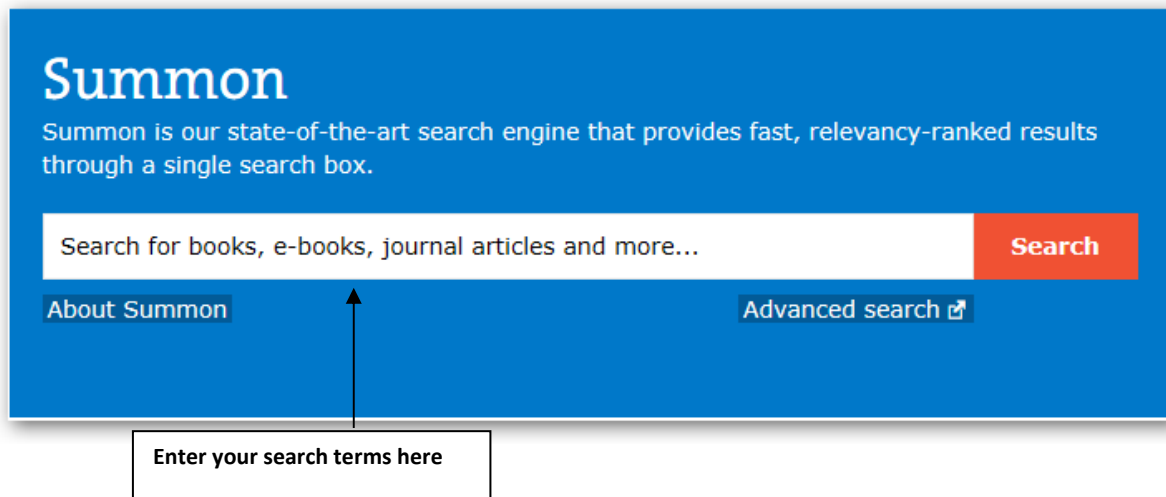 Summon
Summon is our state-of-the-art search engine that provides fast, relevancy-ranked results
through a single search box.
Search for books, e-books, journal articles and more...
Search
About Summon
Advanced search
Enter your search terms here